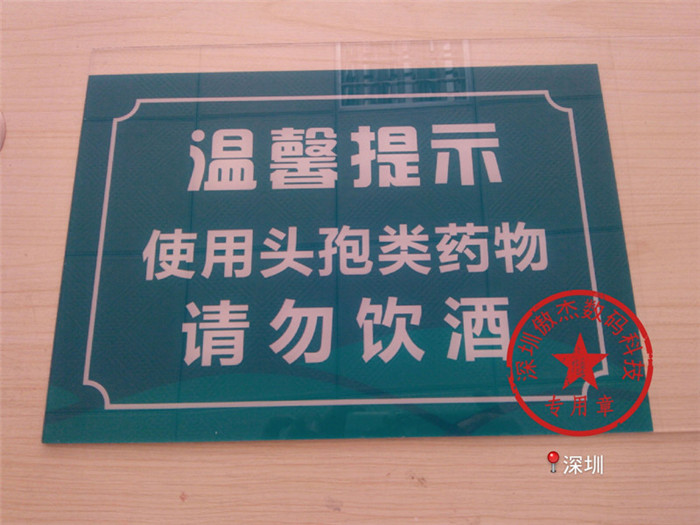 温馨提示
使用头孢类药物
请勿饮酒
深圳傲杰数码科技
专用章
深圳